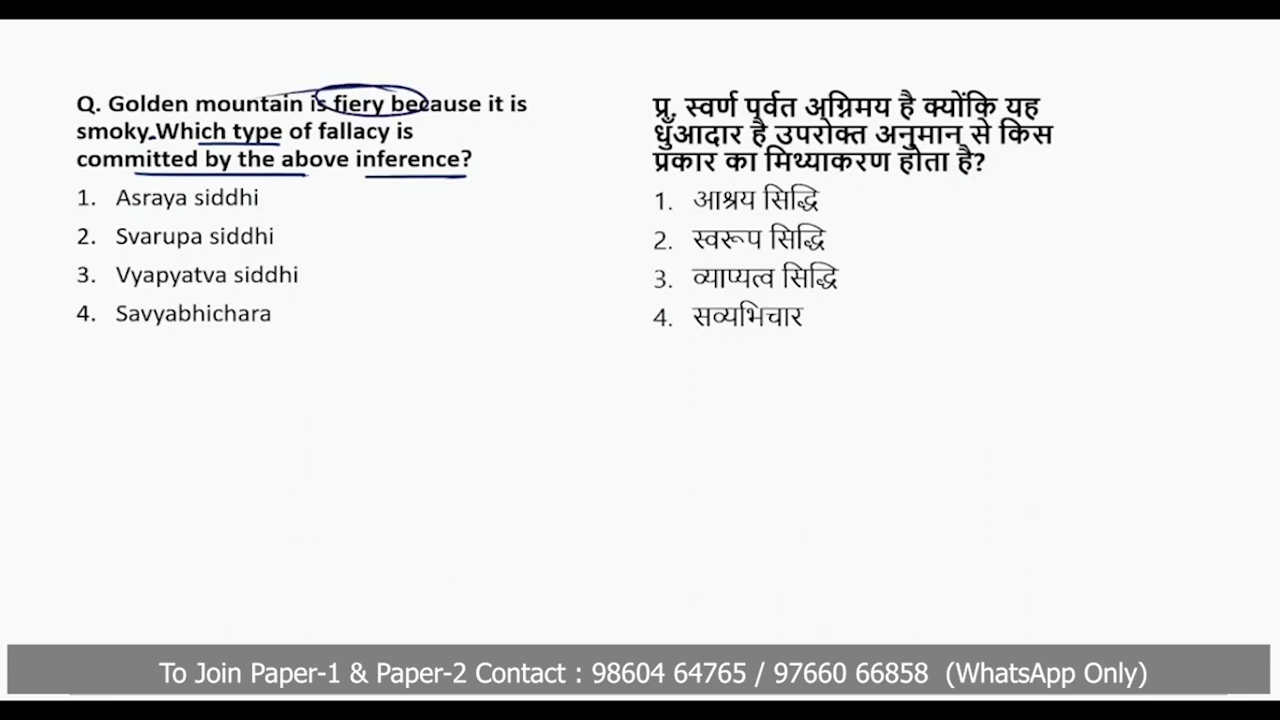 Q. Golden mountain is fiery because it is
smoky.Which type of fallacy is
committed by the above inference?
1. Asraya siddhi
2. Svarupa siddhi
3. Vyapyatva siddhi
4. Savyabhichara
प्र. स्वर्ण पर्वत अग्निमय है क्योंकि यह
धुँआदार है उपरोक्त अनुमान से किस
प्रकार का मिथ्याकरण होता है?
1. आश्रय सिद्धि
2. स्वरूप सिद्धि
3. व्याप्यत्व सिद्धि
4. सव्यभिचार
To Join Paper-1 & Paper-2 Contact : 98604 64765 / 97660 66858 (WhatsApp Only)